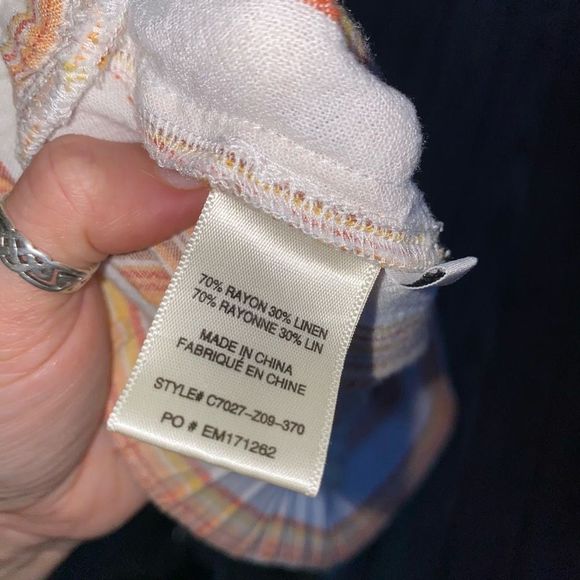 70% RAYON 30% LINEN
70% RAYONNE 30% LIN
MADE IN CHINA
FABRIQUÉ EN CHINE
STYLE# C7027-Z09-370
PO # EM171262